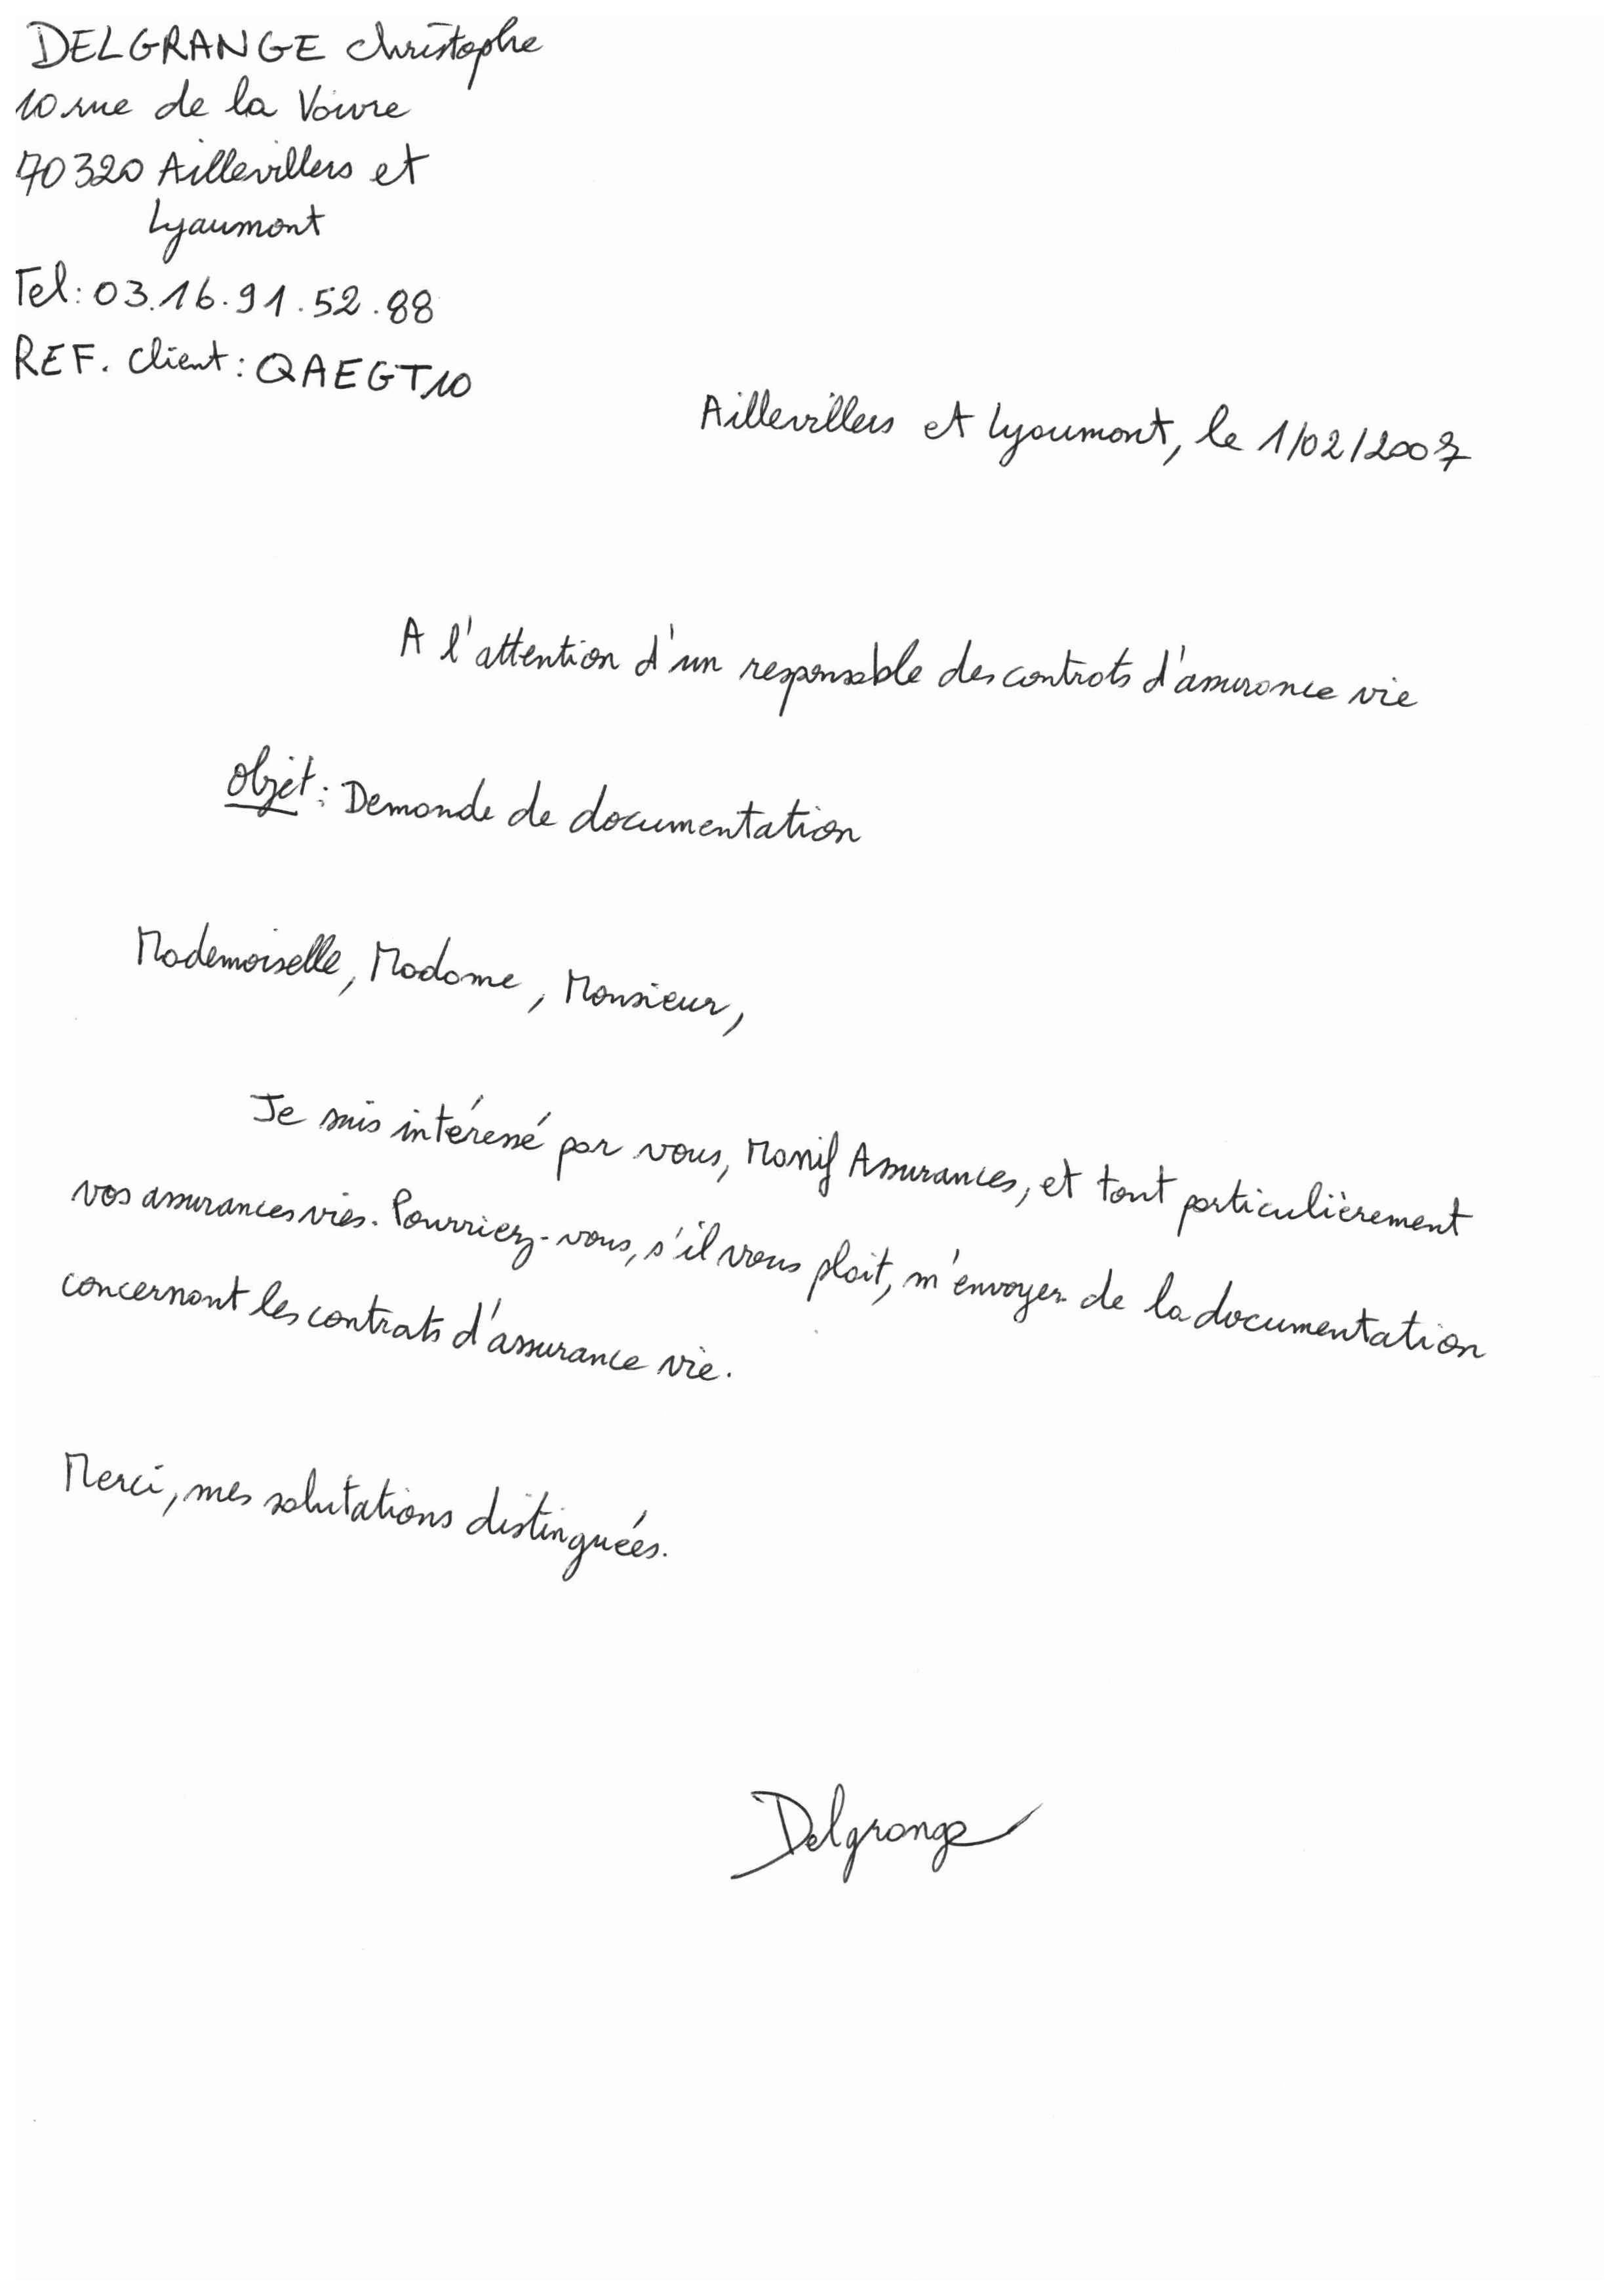 DELGRANGE Christophe
10 rue de la Voivre
70320 Aillevillers et
Lyaumont
Tel: 03.16.91.52.88
REF. Client: QAEGT10
Aillevillers et Lyaumont, le 1/02/2007
A l'attention d'un responsable des contrats d'assurance vie
Objet: Demande de documentation
Mademoiselle, Madame, Monsieur,
Je suis intéressé par vous, Manif Assurances, et tout particulièrement
vos assurances vies. Pourriez-vous, s'il vous plait, m'envoyer de la documentation
concernant les contrats d'assurance vie.
Merci, mes salutations distinguées.
Delgrange